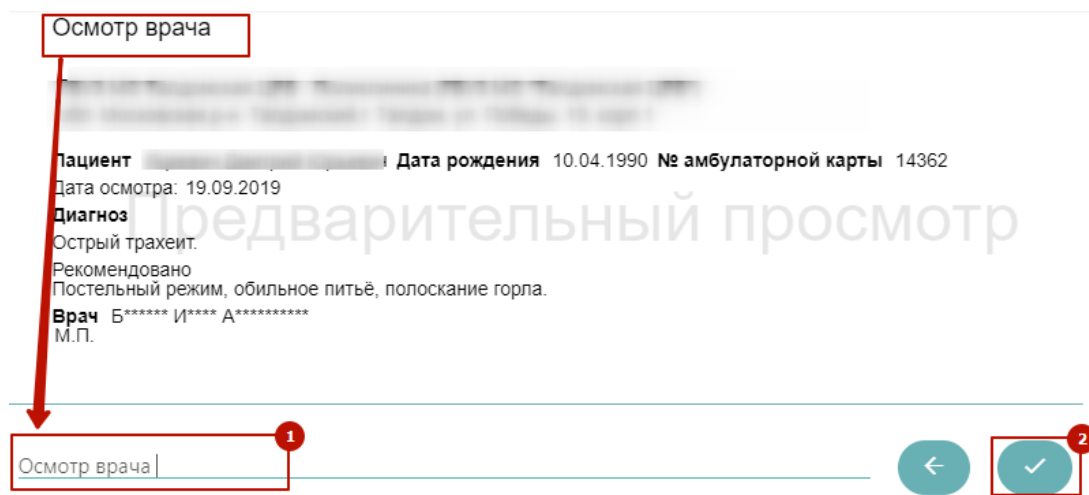 Осмотр врача
Пациент Дата рождения 10.04.1990 № амбулаторной карты 14362
Дата осмотра: 19.09.2019
Предварительный просмотр
Диагноз
Острый трахеит.
Рекомендовано
Постельный режим, обильное питьё, полоскание горла.
Врач Б****** И**** А**********
М.П.
1
2
Осмотр врача